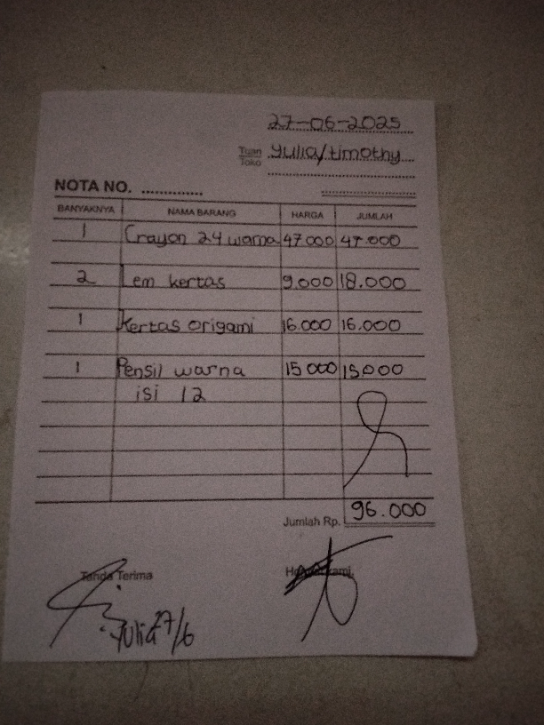 27-06-2025
Tuan
Toko
Yulia/timothy
NOTA NO. ............
BANYAKNYA NAMA BARANG HARGA JUMLAH
1 Crayon 24 warna 47.000 47.000
2 Lem kertas 9.000 18.000
1 Kertas origami 16.000 16.000
1 Pensil warna 15.000 15.000
isi 12
Jumlah Rp. 96.000
Tanda Terima
Yulia 27/6